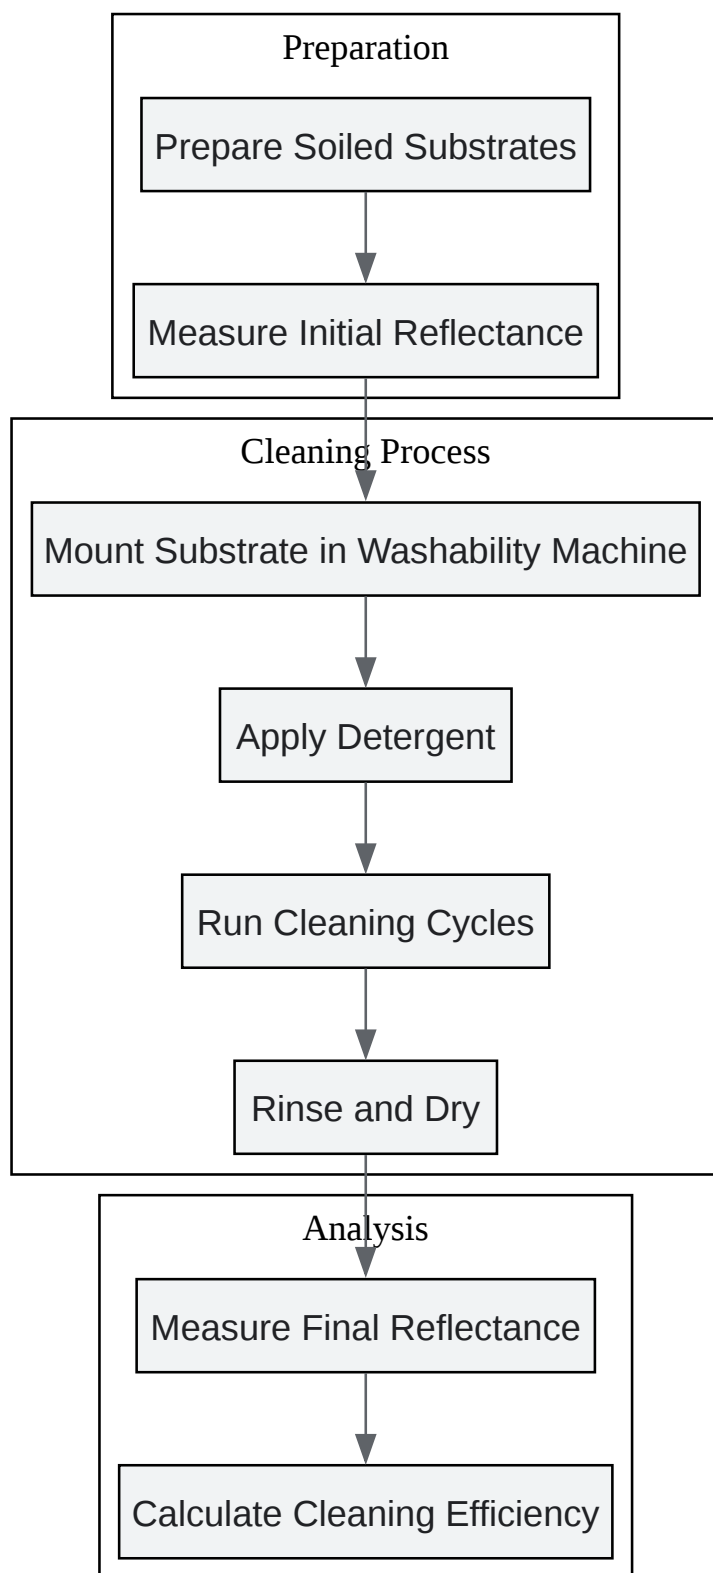 Preparation
Prepare Soiled Substrates
Measure Initial Reflectance
Cleaning Process
Mount Substrate in Washability Machine
Apply Detergent
Run Cleaning Cycles
Rinse and Dry
Analysis
Measure Final Reflectance
Calculate Cleaning Efficiency